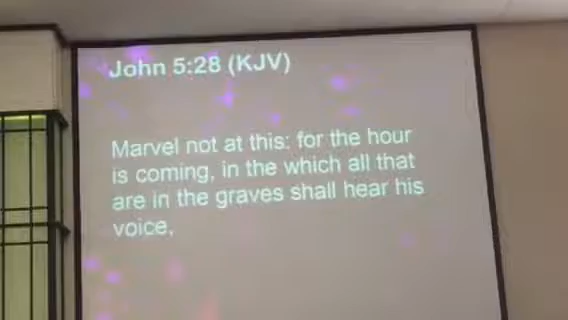 John 5:28 (KJV)
Marvel not at this: for the hour
is coming, in the which all that
are in the graves shall hear his
voice,